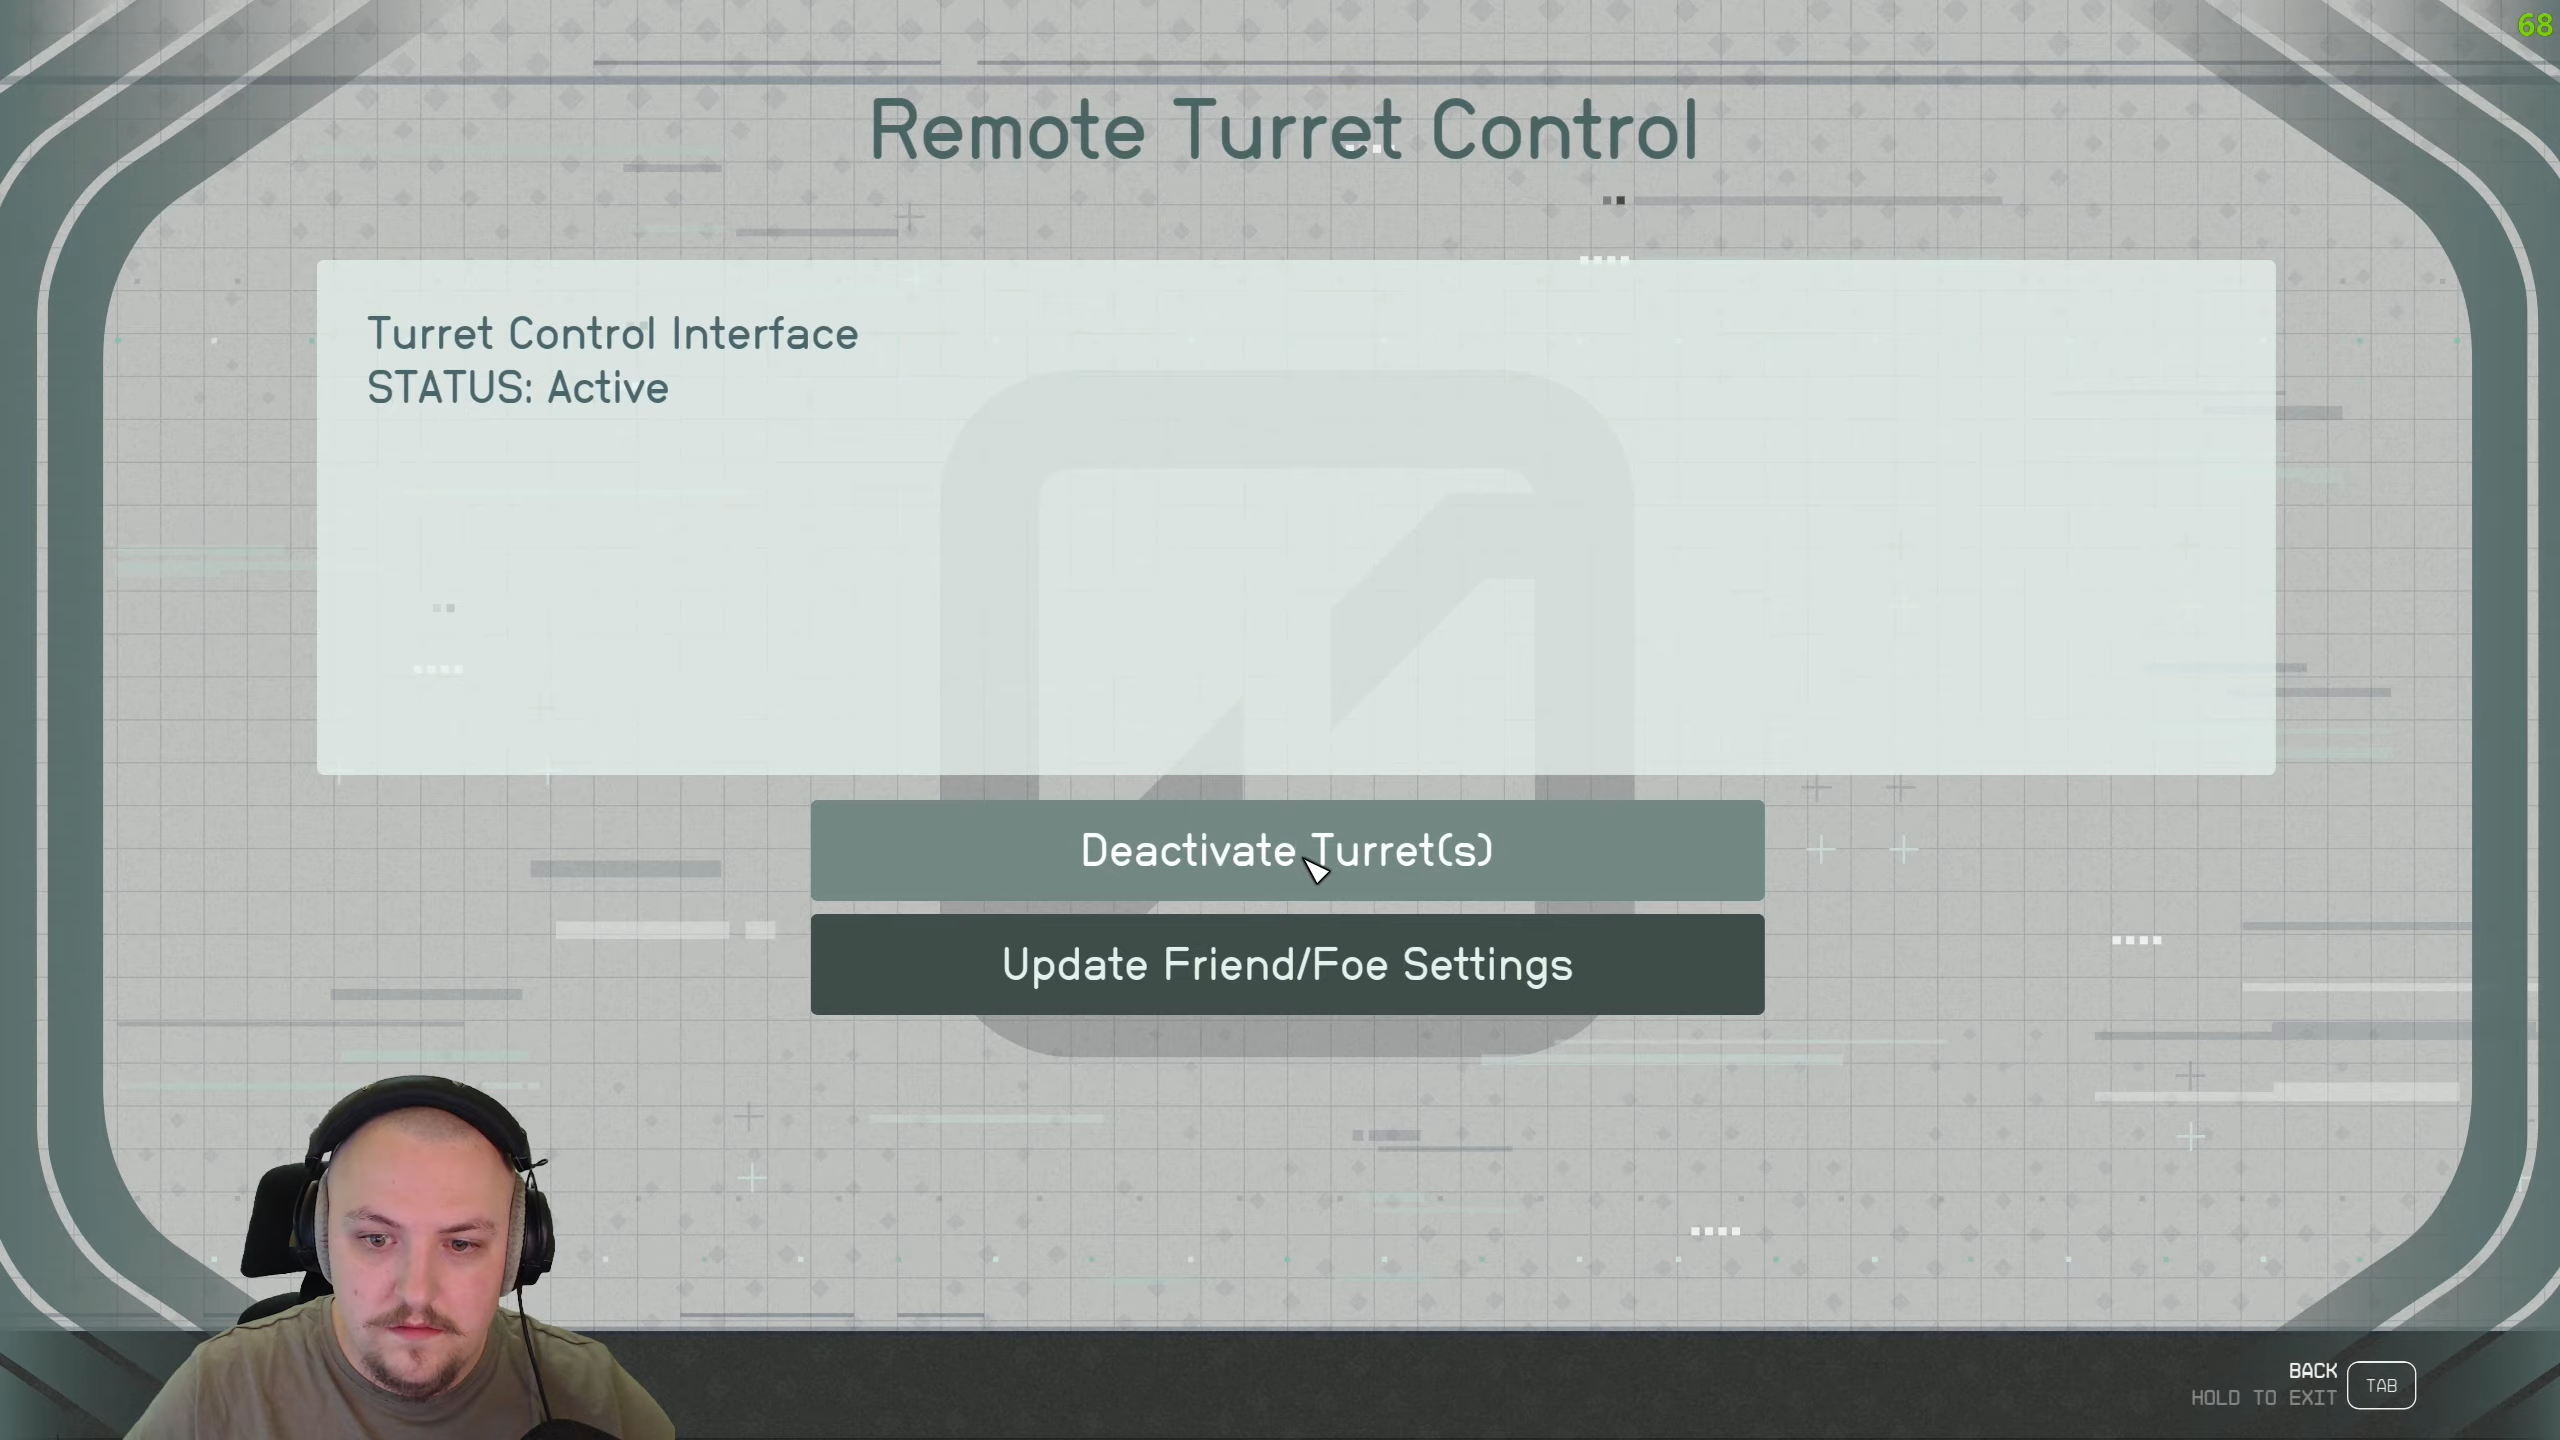 68
Remote Turret Control
Turret Control Interface
STATUS: Active
Deactivate Turret(s)
Update Friend/Foe Settings
BACK
HOLD TO EXIT
TAB